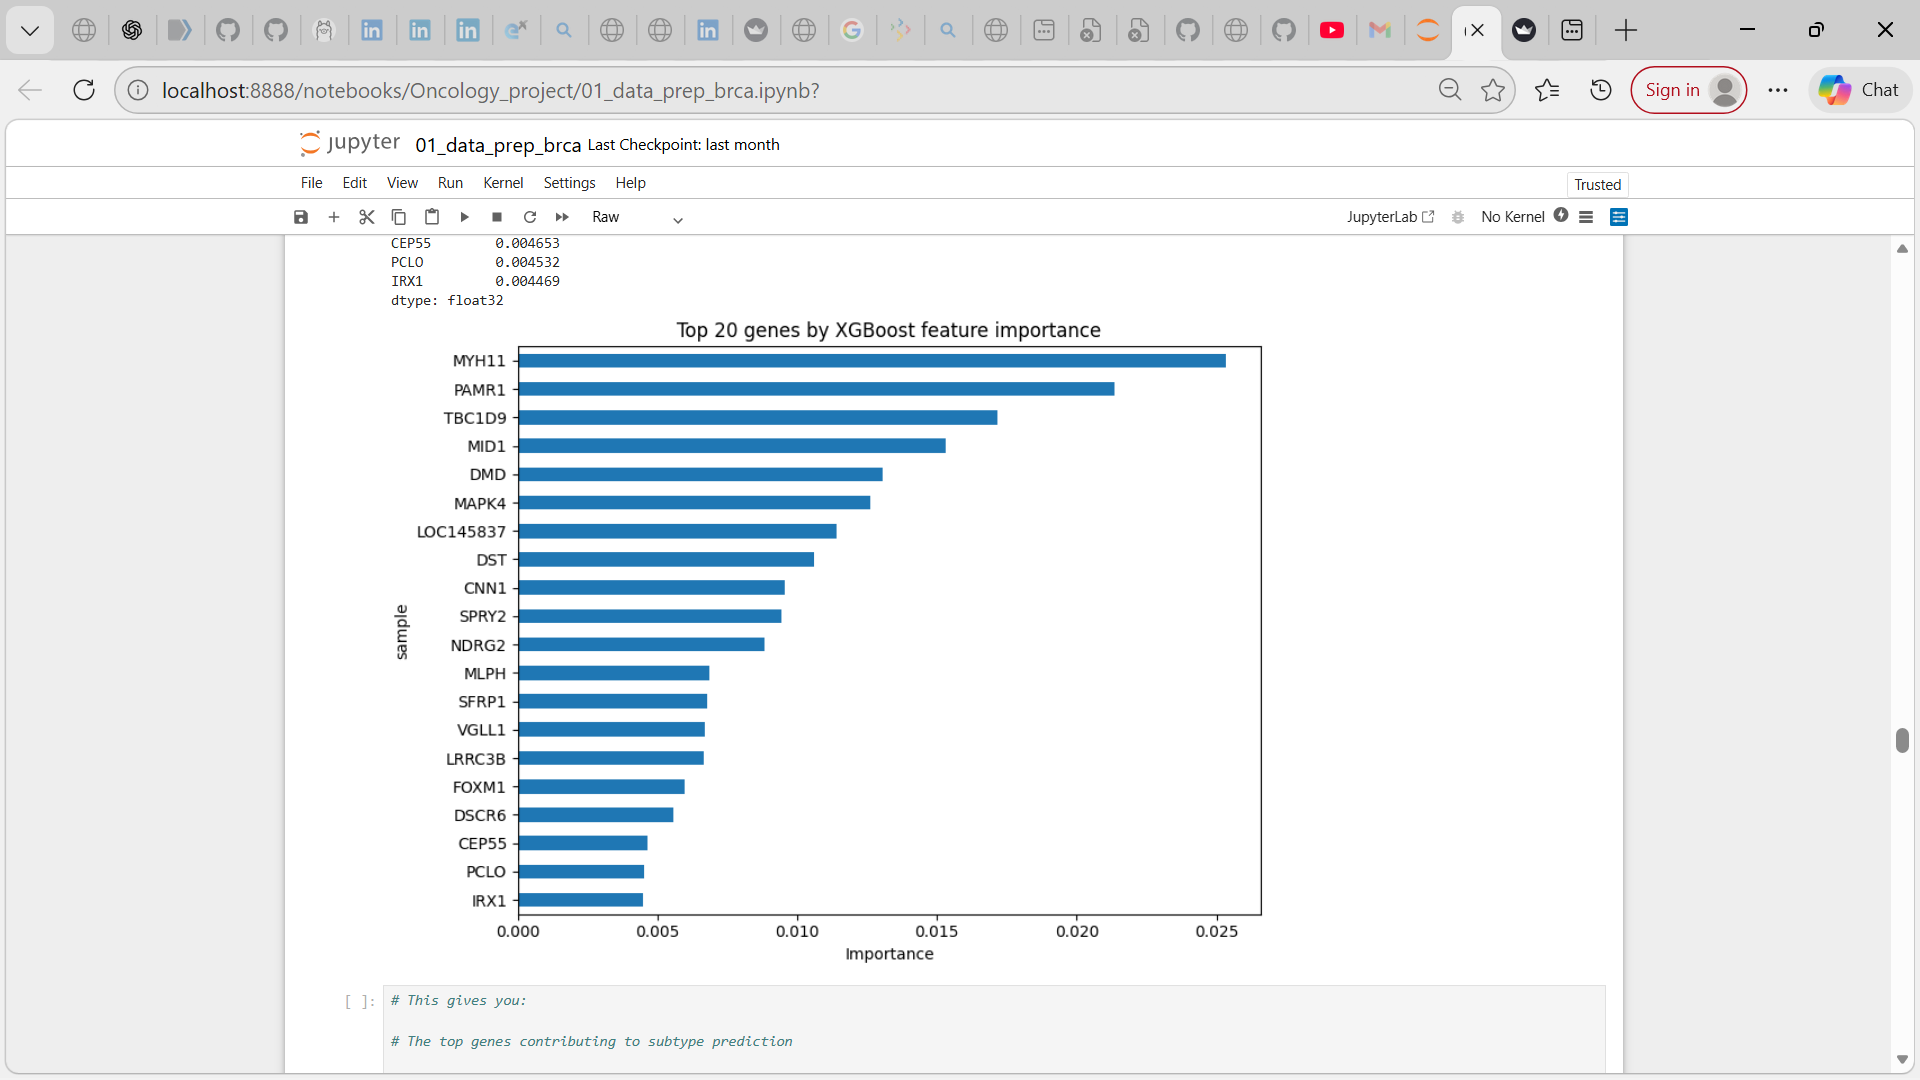 localhost:8888/notebooks/Oncology_project/01_data_prep_brca.ipynb?
Sign in
Chat
jupyter 01_data_prep_brca Last Checkpoint: last month
File Edit View Run Kernel Settings Help
Trusted
Raw
JupyterLab
No Kernel
CEP55 0.004653
PCLO 0.004532
IRX1 0.004469
dtype: float32
Top 20 genes by XGBoost feature importance
MYH11
PAMR1
TBC1D9
MID1
DMD
MAPK4
LOC145837
DST
CNN1
SPRY2
NDRG2
MLPH
SFRP1
VGLL1
LRRC3B
FOXM1
DSCR6
CEP55
PCLO
IRX1
sample
0.000 0.005 0.010 0.015 0.020 0.025
Importance
[ ]:
# This gives you:
# The top genes contributing to subtype prediction